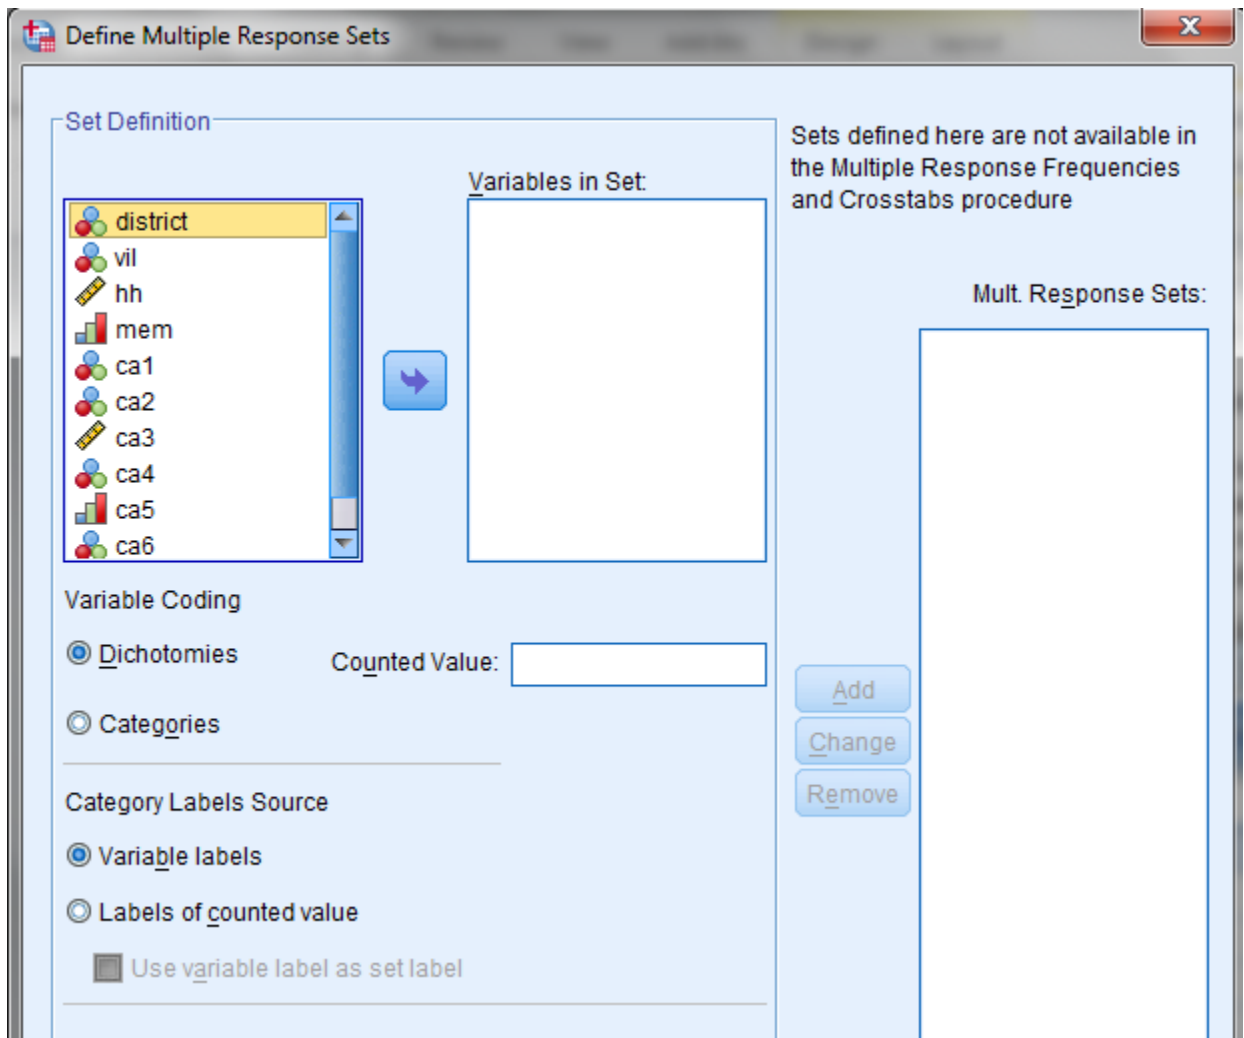 Define Multiple Response Sets
Set Definition
Variables in Set:
district
vil
hh
mem
ca1
ca2
ca3
ca4
ca5
ca6
Variable Coding
Dichotomies
Counted Value:
Categories
Category Labels Source
Variable labels
Labels of counted value
Use variable label as set label
Sets defined here are not available in
the Multiple Response Frequencies
and Crosstabs procedure
Mult. Response Sets:
Add
Change
Remove